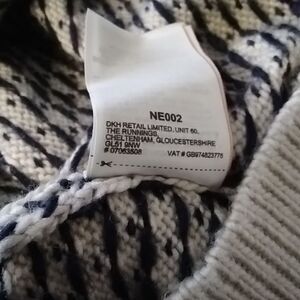 NE002
DKH RETAIL LIMITED, UNIT 60,
THE RUNNINGS,
CHELTENHAM, GLOUCESTERSHIRE
GL51 9NW
# 07063508 VAT # GB974823776